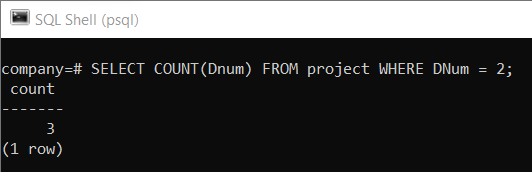 SQL Shell (psql)
company=# SELECT COUNT(Dnum) FROM project WHERE DNum = 2;
 count
-------
     3
(1 row)